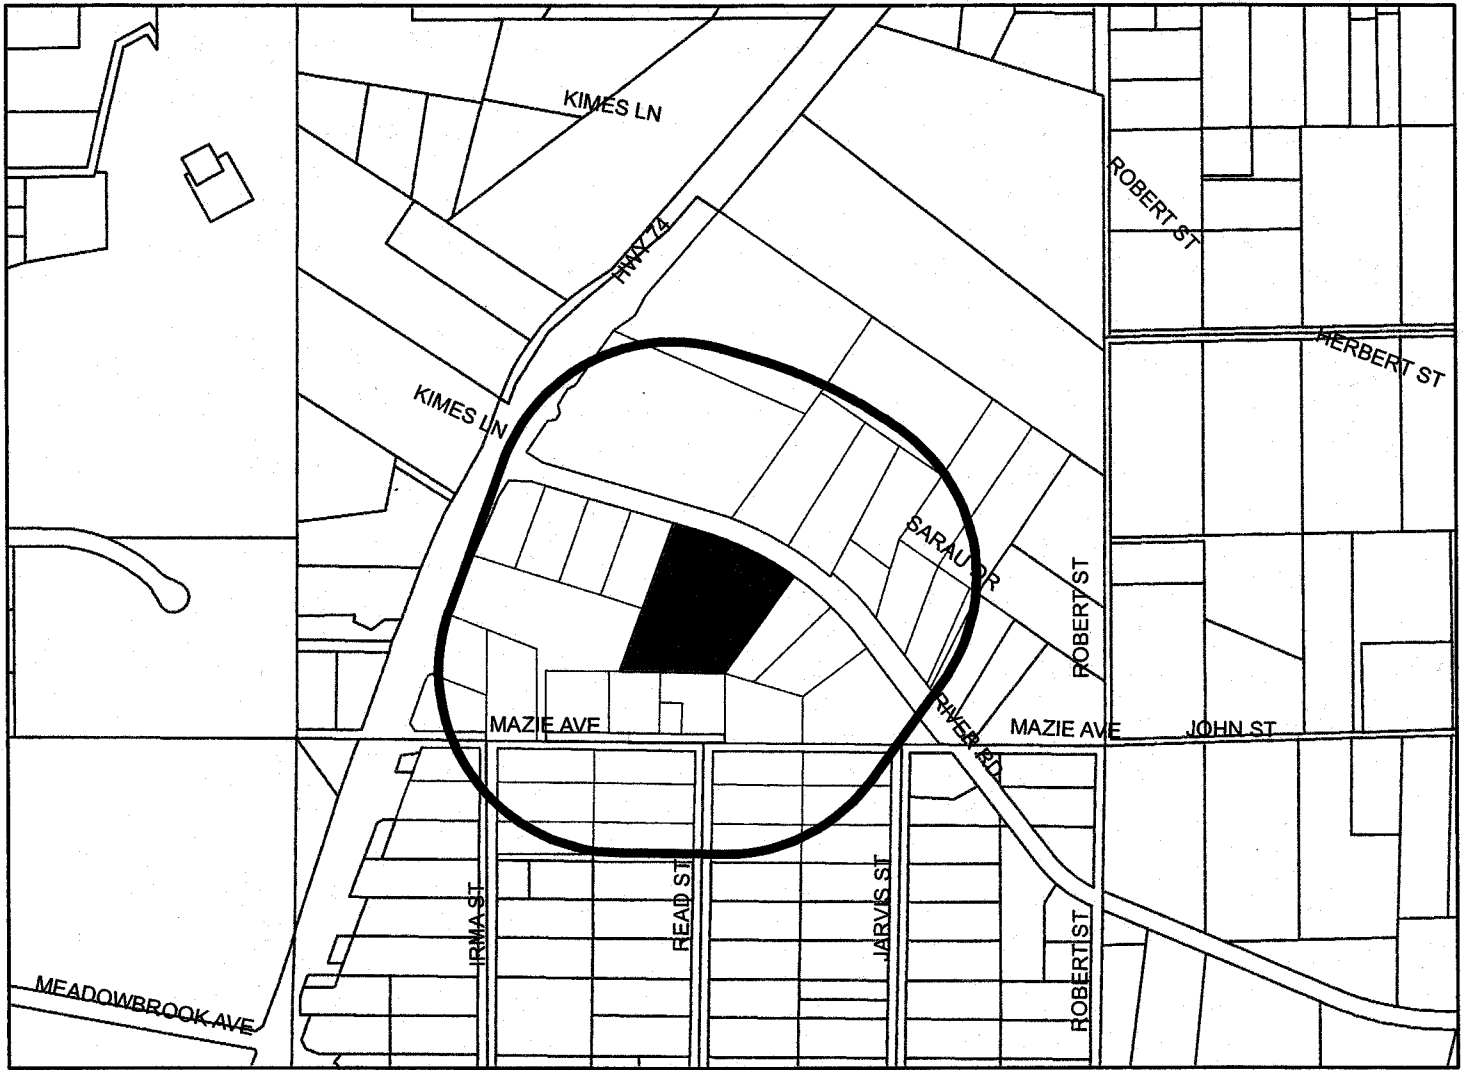 KIMES LN
ROBERT ST
HWY 74
HERBERT ST
KIMES LN
SARAU DR
ROBERT ST
MAZIE AVE
RIVER RD
MAZIE AVE
JOHN ST
IRMA ST
READ ST
JARVIS ST
ROBERT ST
MEADOWBROOK AVE